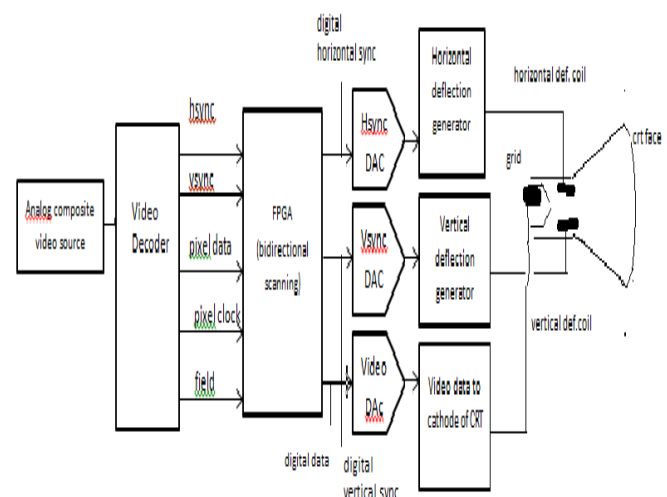 digital
horizontal sync
Horizontal
deflection
generator
horizontal def. coil
crt face
hsync
Hsync
DAC
grid
Analog composite
video source
Video
Decoder
vsync
FPGA
(bidirectional
scanning)
pixel data
Vsync
DAC
Vertical
deflection
generator
pixel clock
vertical def.coil
field
Video
DAc
Video data to
cathode of CRT
digital data
digital
vertical sync